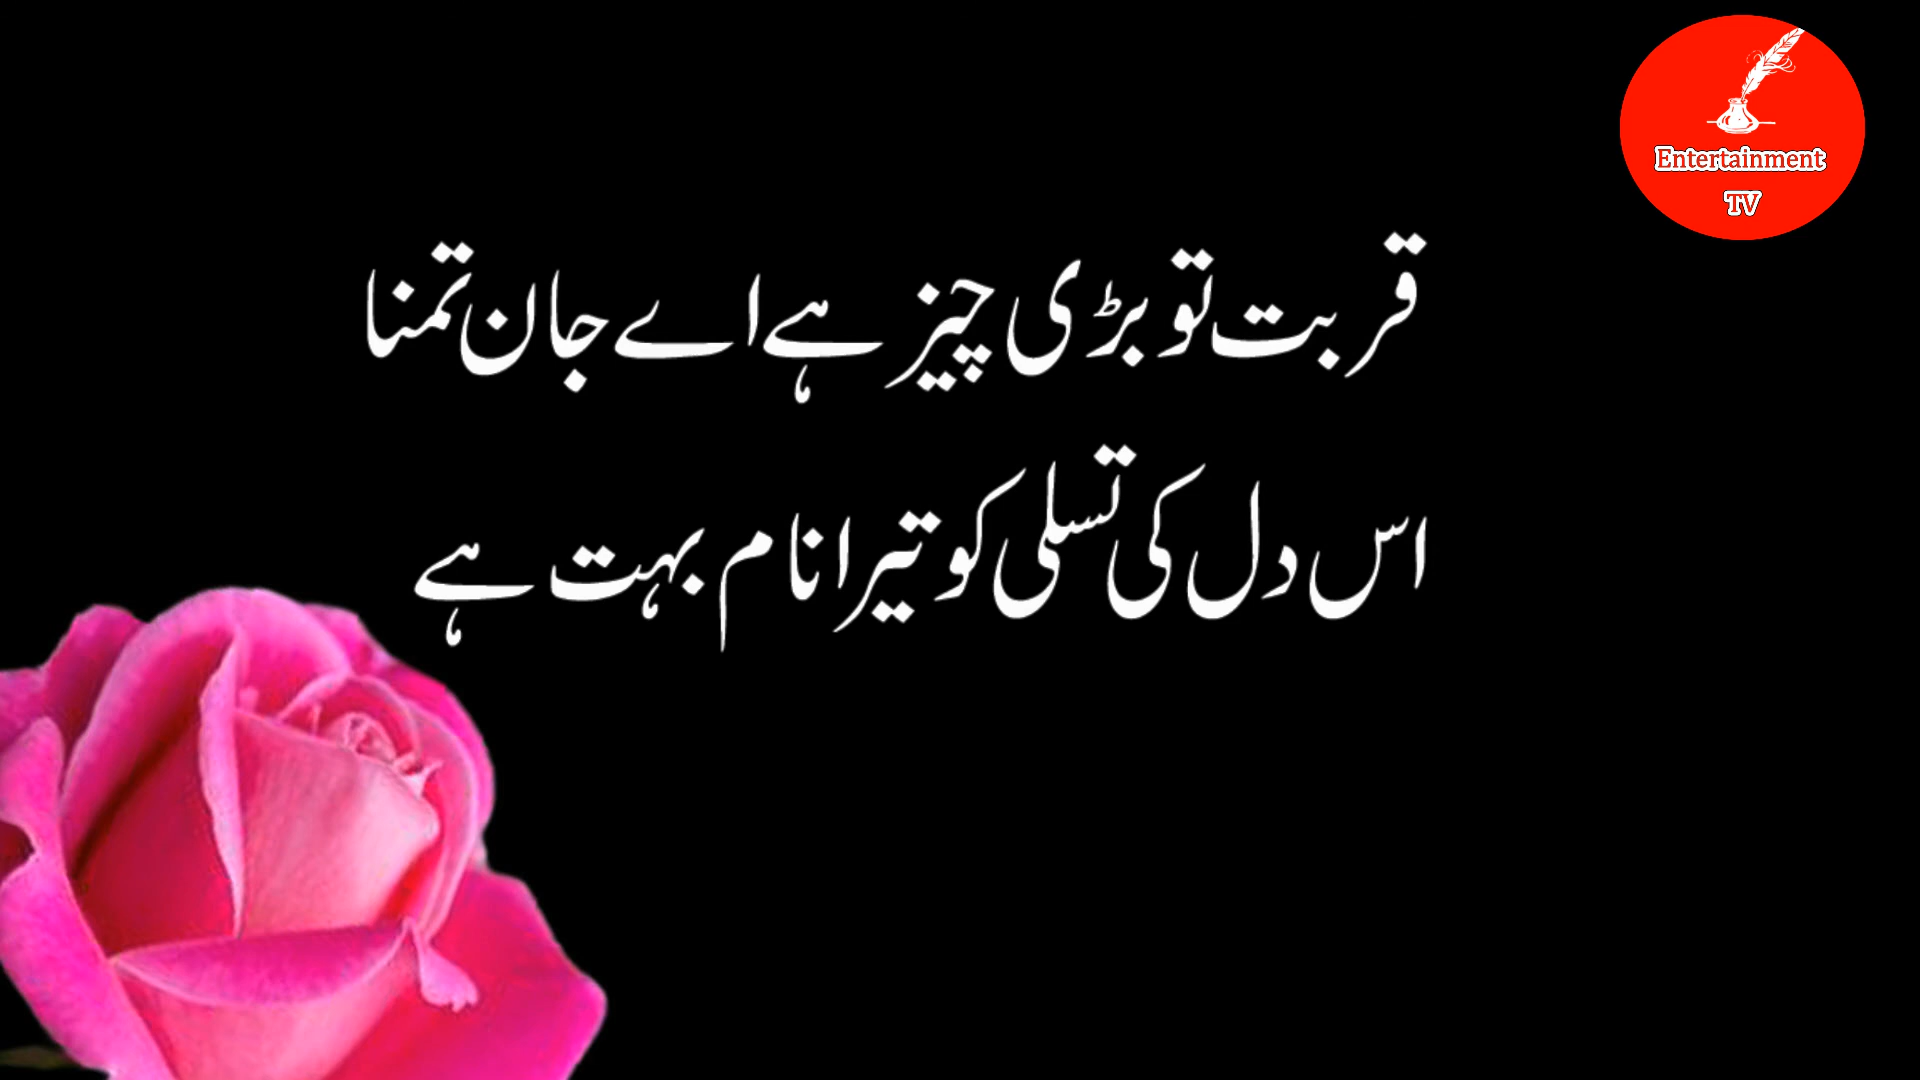 Entertainment
TV
قربت تو بڑی چیز ہے اے جان تمنا
اس دل کی تسلی کو تیرا نام بہت ہے